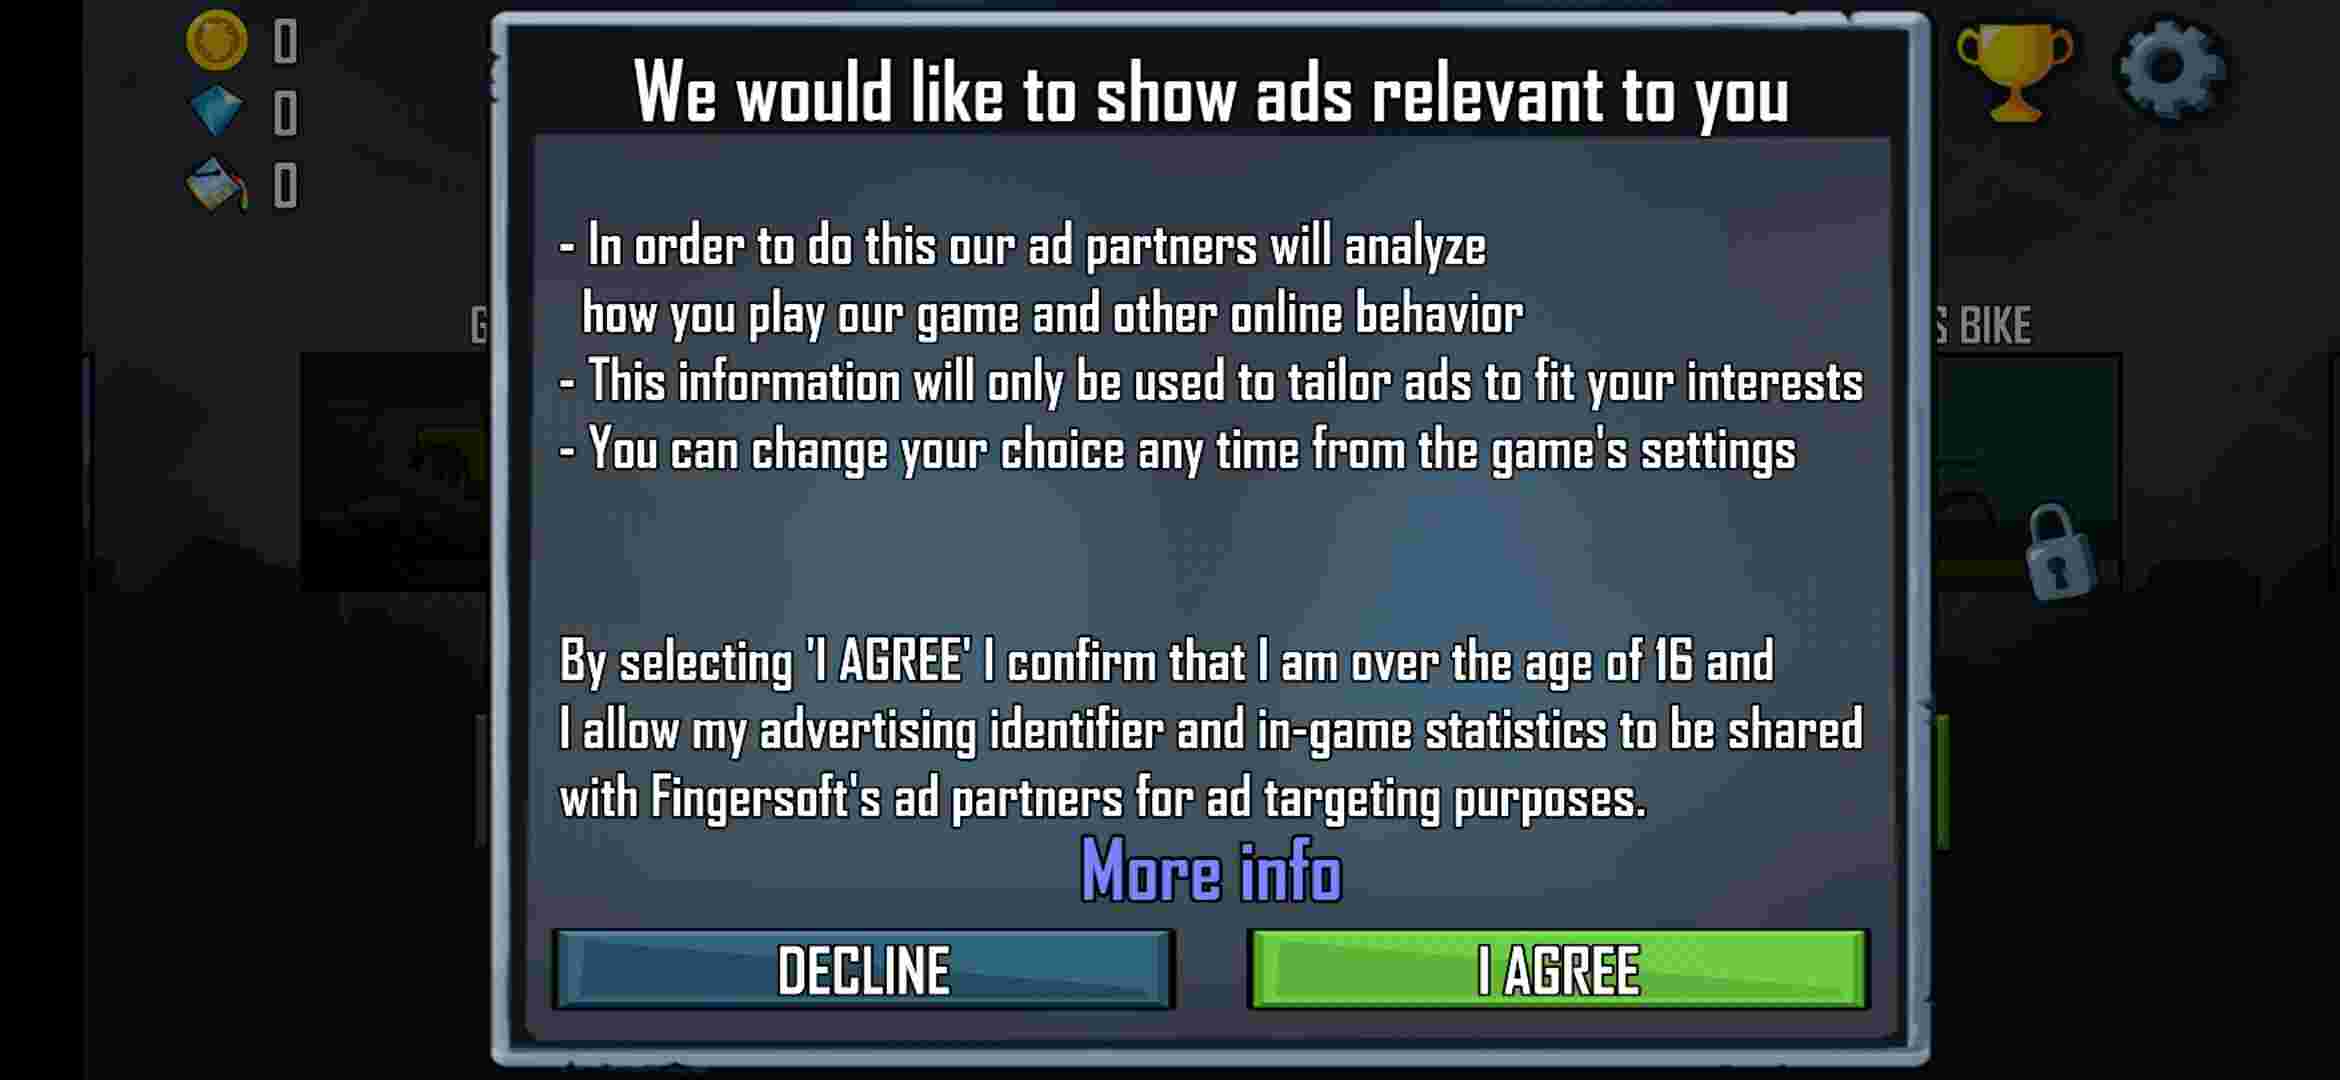 0
0
0
We would like to show ads relevant to you
- In order to do this our ad partners will analyze
how you play our game and other online behavior
- This information will only be used to tailor ads to fit your interests
- You can change your choice any time from the game's settings
G
S BIKE
By selecting 'I AGREE' I confirm that I am over the age of 16 and
I allow my advertising identifier and in-game statistics to be shared
with Fingersoft's ad partners for ad targeting purposes.
More info
DECLINE
I AGREE